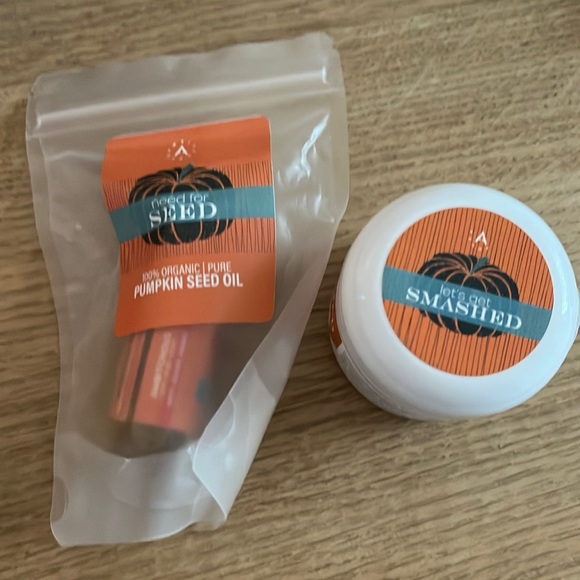 need for
SEED
100% ORGANIC | PURE
PUMPKIN SEED OIL
let's get
SMASHED